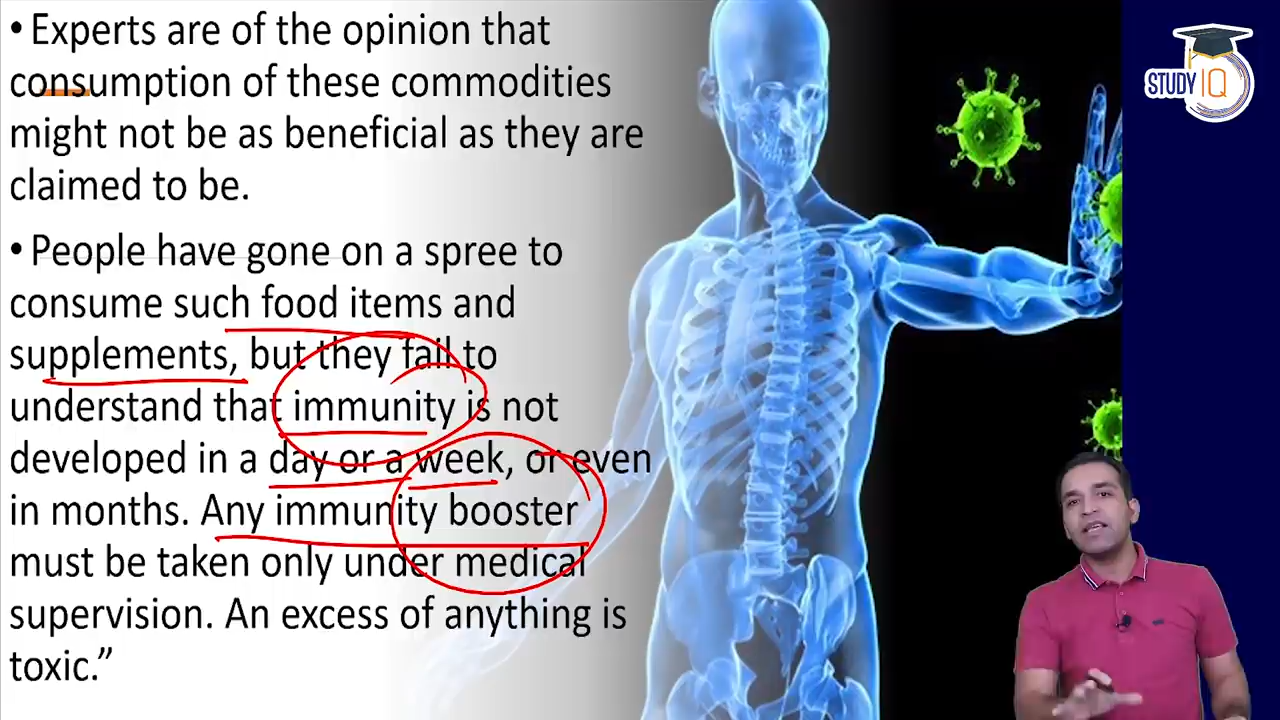 • Experts are of the opinion that
consumption of these commodities
might not be as beneficial as they are
claimed to be.
• People have gone on a spree to
consume such food items and
supplements, but they fail to
understand that immunity is not
developed in a day or a week, or even
in months. Any immunity booster
must be taken only under medical
supervision. An excess of anything is
toxic.”
STUDY IQ